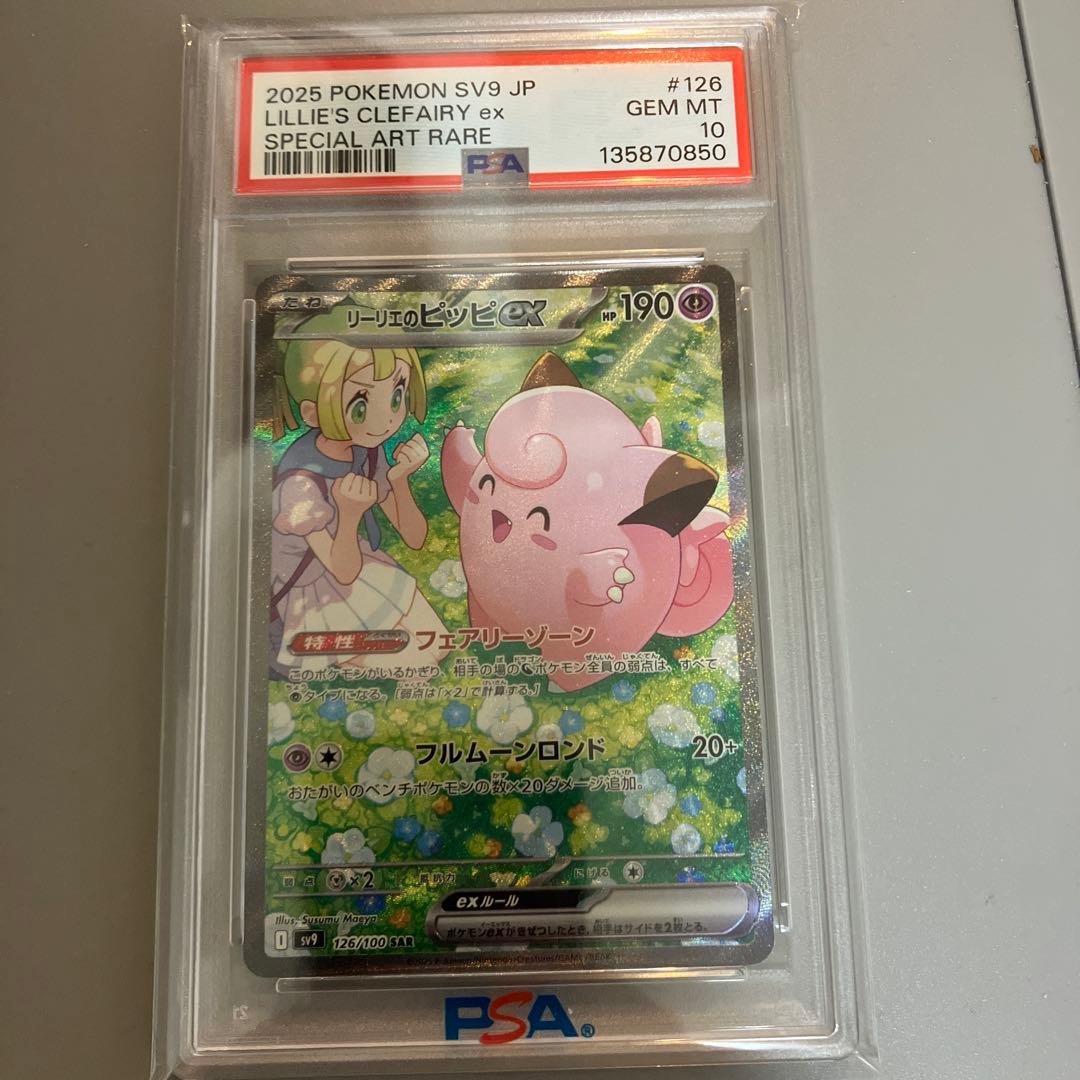 2025 POKEMON SV9 JP #126
LILLIE'S CLEFAIRY ex GEM MT
SPECIAL ART RARE 10
PSA 135870850
たね
リーリエのピッピex HP 190
特性 フェアリーゾーン
このポケモンがいるかぎり、相手の場のポケモン全員の弱点は、すべて
タイプになる。[弱点は「×2」で計算する。]
フルムーンロンド 20+
おたがいのベンチポケモンの数×20ダメージ追加。
弱点 ×2 抵抗力 にげる
exルール
ポケモンexがきぜつしたとき、相手はサイドを2枚とる。
Illus. Susumu Maeya
D sv9 126/100 SAR
PSA®